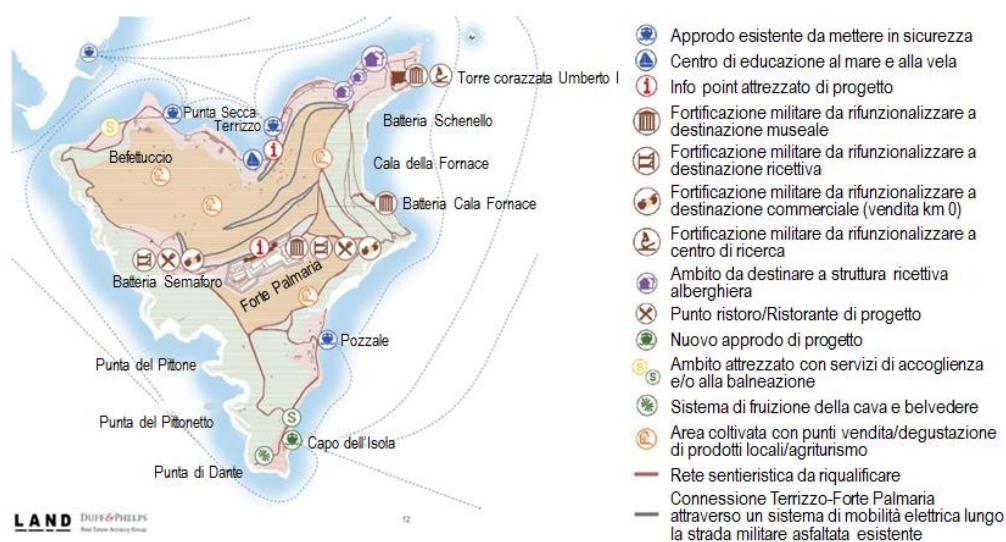 Torre corazzata Umberto I
Punta Secca
Terrizzo
Batteria Schenello
Befettuccio
Cala della Fornace
Batteria Cala Fornace
Batteria Semaforo
Forte Palmaria
Pozzale
Punta del Pittone
Punta del Pittonetto
Capo dell'Isola
Punta di Dante
S
S
i
i
LAND DUFF&PHELPS
Real Estate Advisory Group
12
Approdo esistente da mettere in sicurezza
Centro di educazione al mare e alla vela
i Info point attrezzato di progetto
Fortificazione militare da rifunzionalizzare a
destinazione museale
Fortificazione militare da rifunzionalizzare a
destinazione ricettiva
Fortificazione militare da rifunzionalizzare a
destinazione commerciale (vendita km 0)
Fortificazione militare da rifunzionalizzare a
centro di ricerca
Ambito da destinare a struttura ricettiva
alberghiera
Punto ristoro/Ristorante di progetto
Nuovo approdo di progetto
S S Ambito attrezzato con servizi di accoglienza
e/o alla balneazione
Sistema di fruizione della cava e belvedere
Area coltivata con punti vendita/degustazione
di prodotti locali/agriturismo
Rete sentieristica da riqualificare
Connessione Terrizzo-Forte Palmaria
attraverso un sistema di mobilità elettrica lungo
la strada militare asfaltata esistente